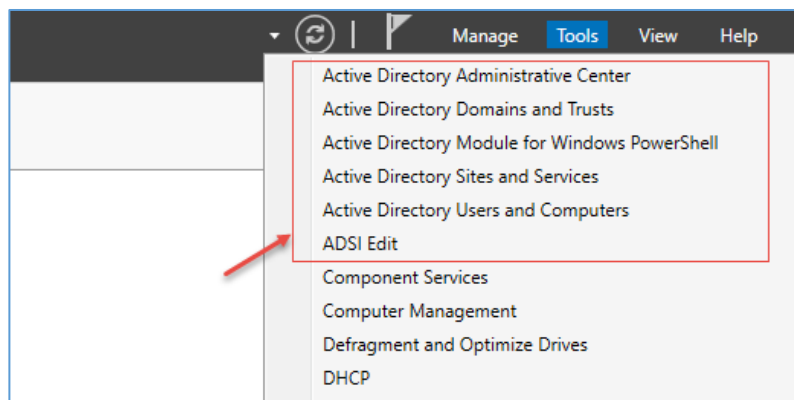 Manage Tools View Help
Active Directory Administrative Center
Active Directory Domains and Trusts
Active Directory Module for Windows PowerShell
Active Directory Sites and Services
Active Directory Users and Computers
ADSI Edit
Component Services
Computer Management
Defragment and Optimize Drives
DHCP